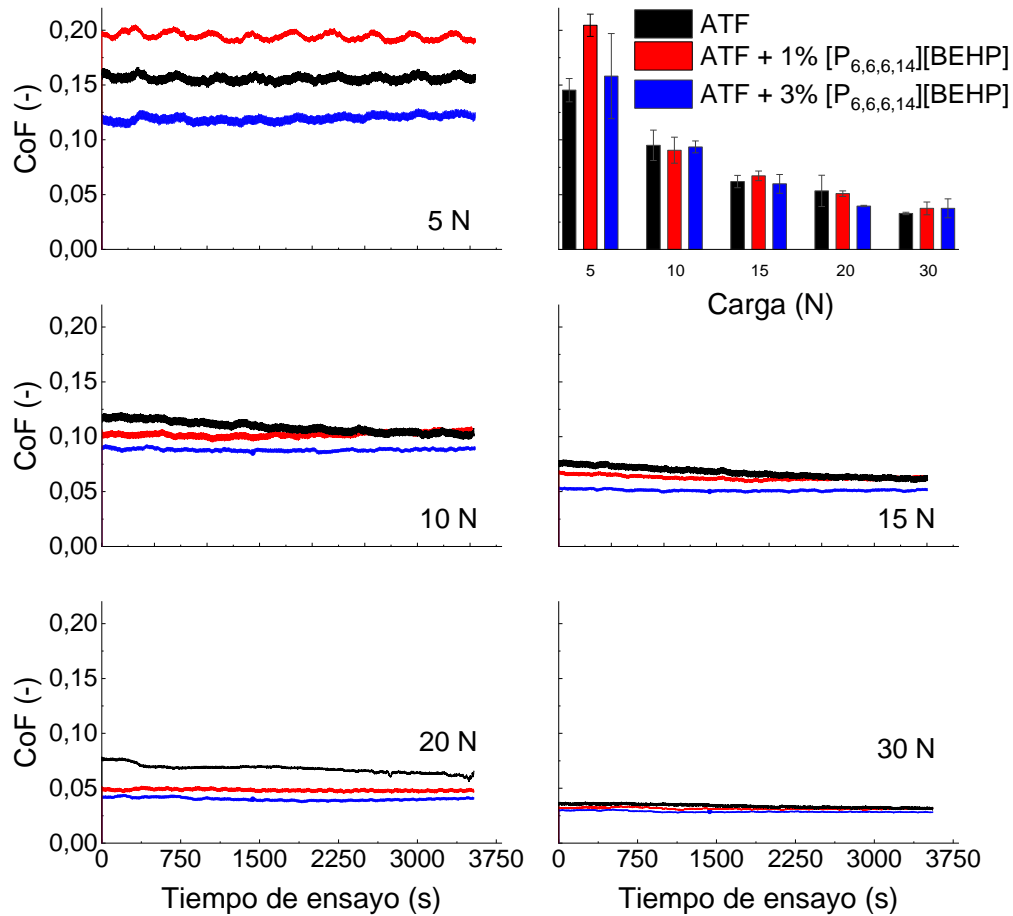 0,20
0,15
0,10
0,05
0,00
CoF (-)
5 N
ATF
ATF + 1% [P6,6,6,14][BEHP]
ATF + 3% [P6,6,6,14][BEHP]
5 10 15 20 30
Carga (N)
0,20
0,15
0,10
0,05
0,00
CoF (-)
10 N
15 N
0,20
0,15
0,10
0,05
0,00
CoF (-)
20 N
30 N
0 750 1500 2250 3000 3750
0 750 1500 2250 3000 3750
Tiempo de ensayo (s)
Tiempo de ensayo (s)